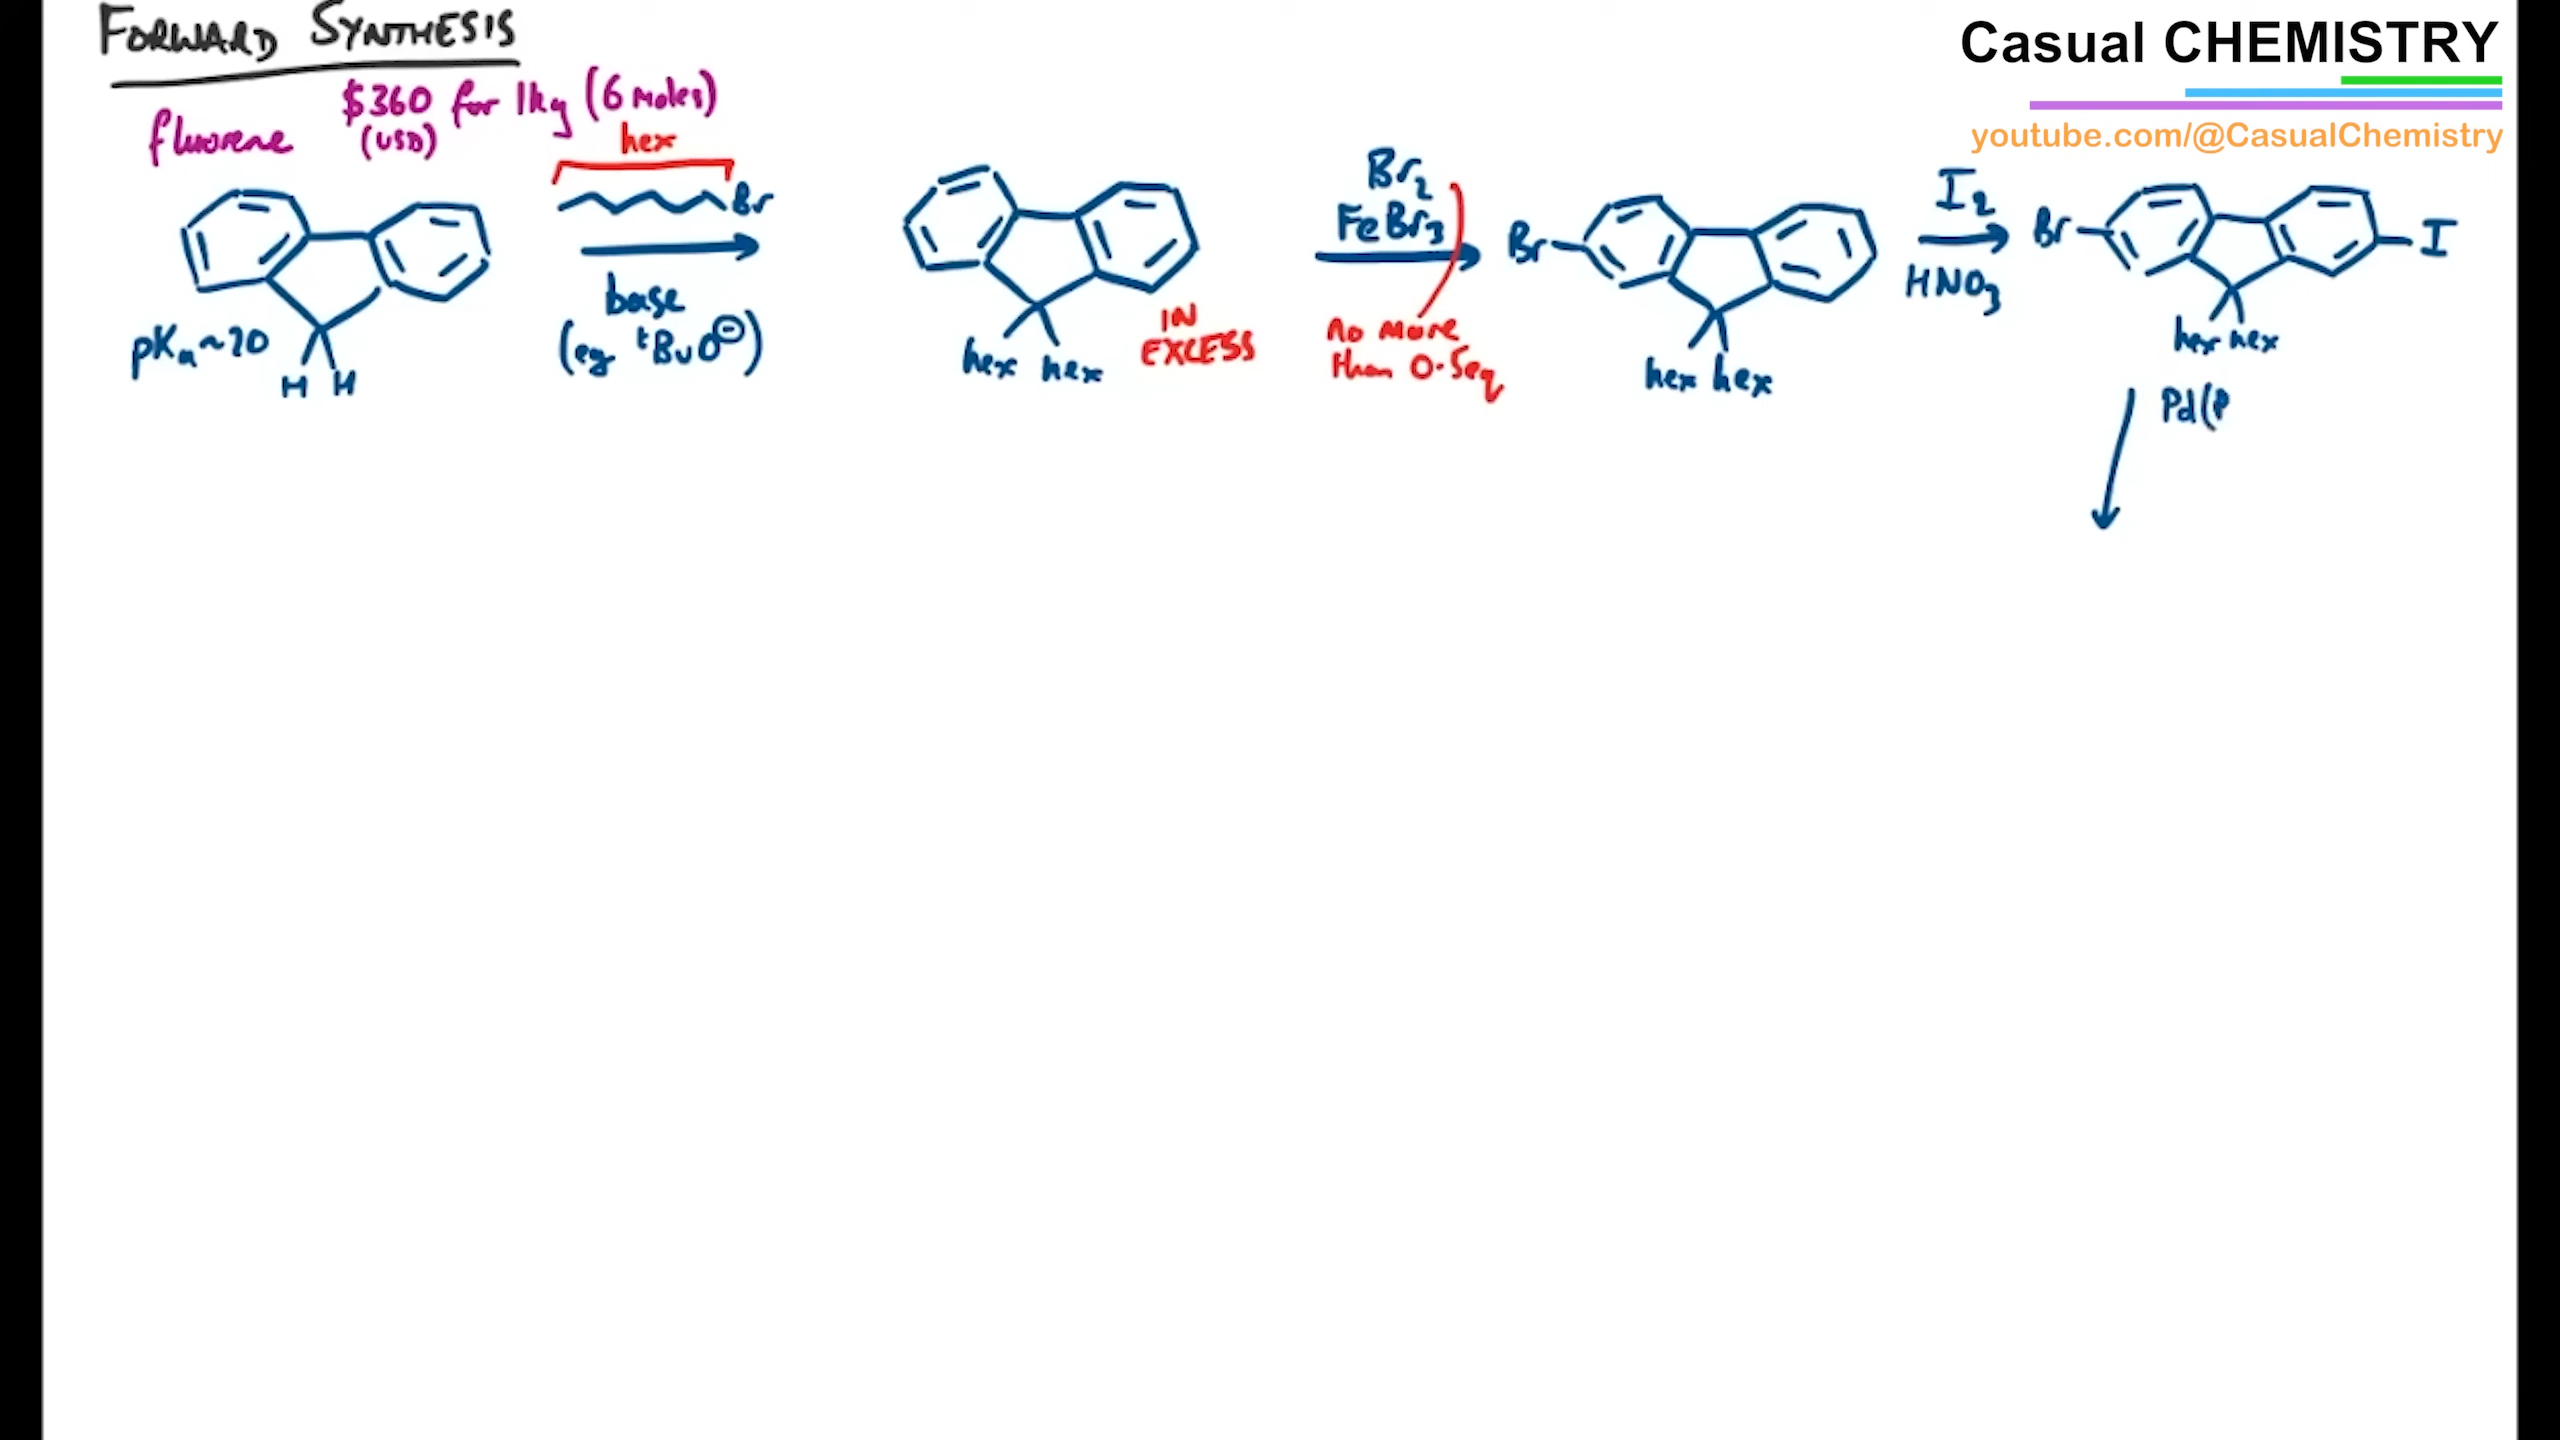 FORWARD SYNTHESIS
Casual CHEMISTRY
youtube.com/@CasualChemistry
fluorene
$360 for 1kg (6 moles)
(USD)
hex
Br
base
(eg ᵗBuO⊖)
pKa~20
H H
hex hex
IN
EXCESS
Br₂
FeBr₃
no more
than 0.5eq
Br
hex hex
I₂
HNO₃
Br
I
hex hex
Pd(P